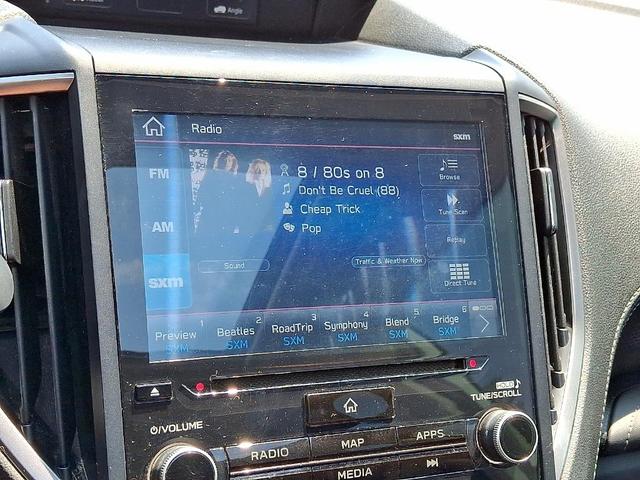 Angle
Radio
sxm
FM
8 / 80s on 8
Browse
Don't Be Cruel (88)
AM
Cheap Trick
Tune Scan
Pop
Replay
sxm
Sound
Traffic & Weather Now
Direct Tune
1 2 3 4 5 6
Preview Beatles RoadTrip Symphony Blend Bridge
SXM SXM SXM SXM SXM SXM
HOLD
TUNE/SCROLL
VOLUME
RADIO MAP APPS
MEDIA